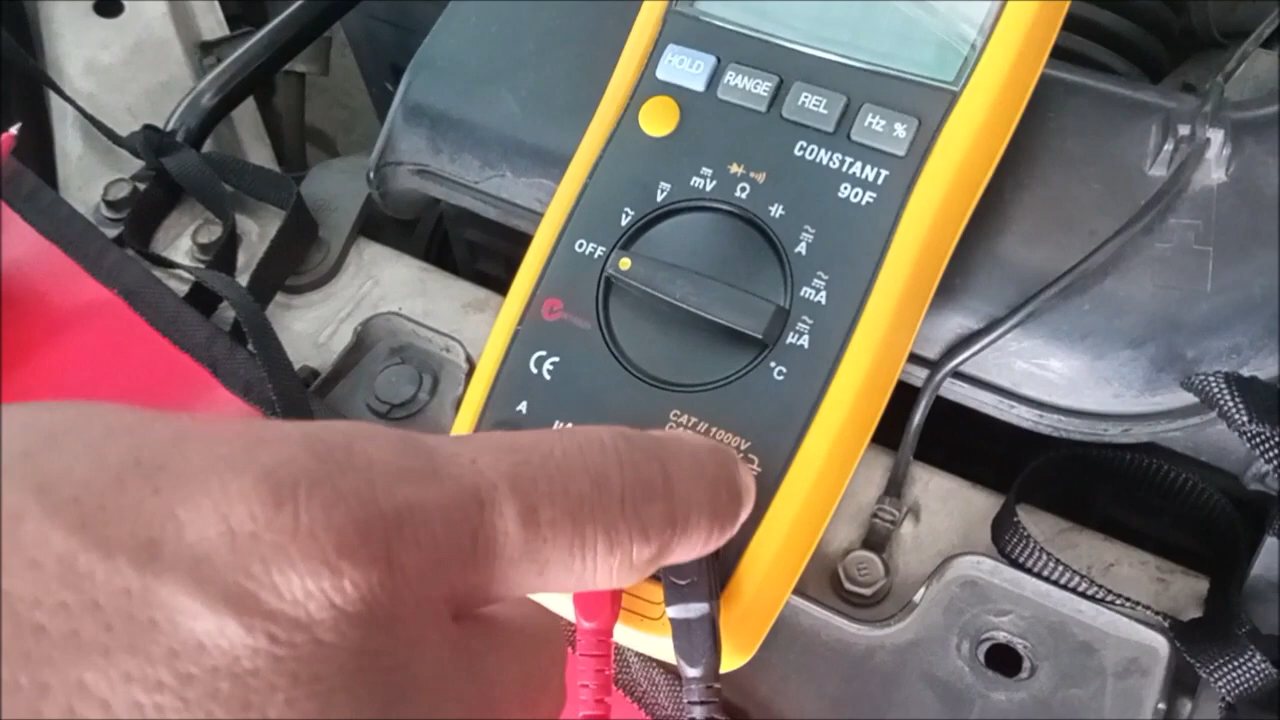 HOLD
RANGE
REL
Hz %
CONSTANT
90F
mV
Ω
V
V
A
OFF
mA
µA
°C
CE
A
CAT II 1000V